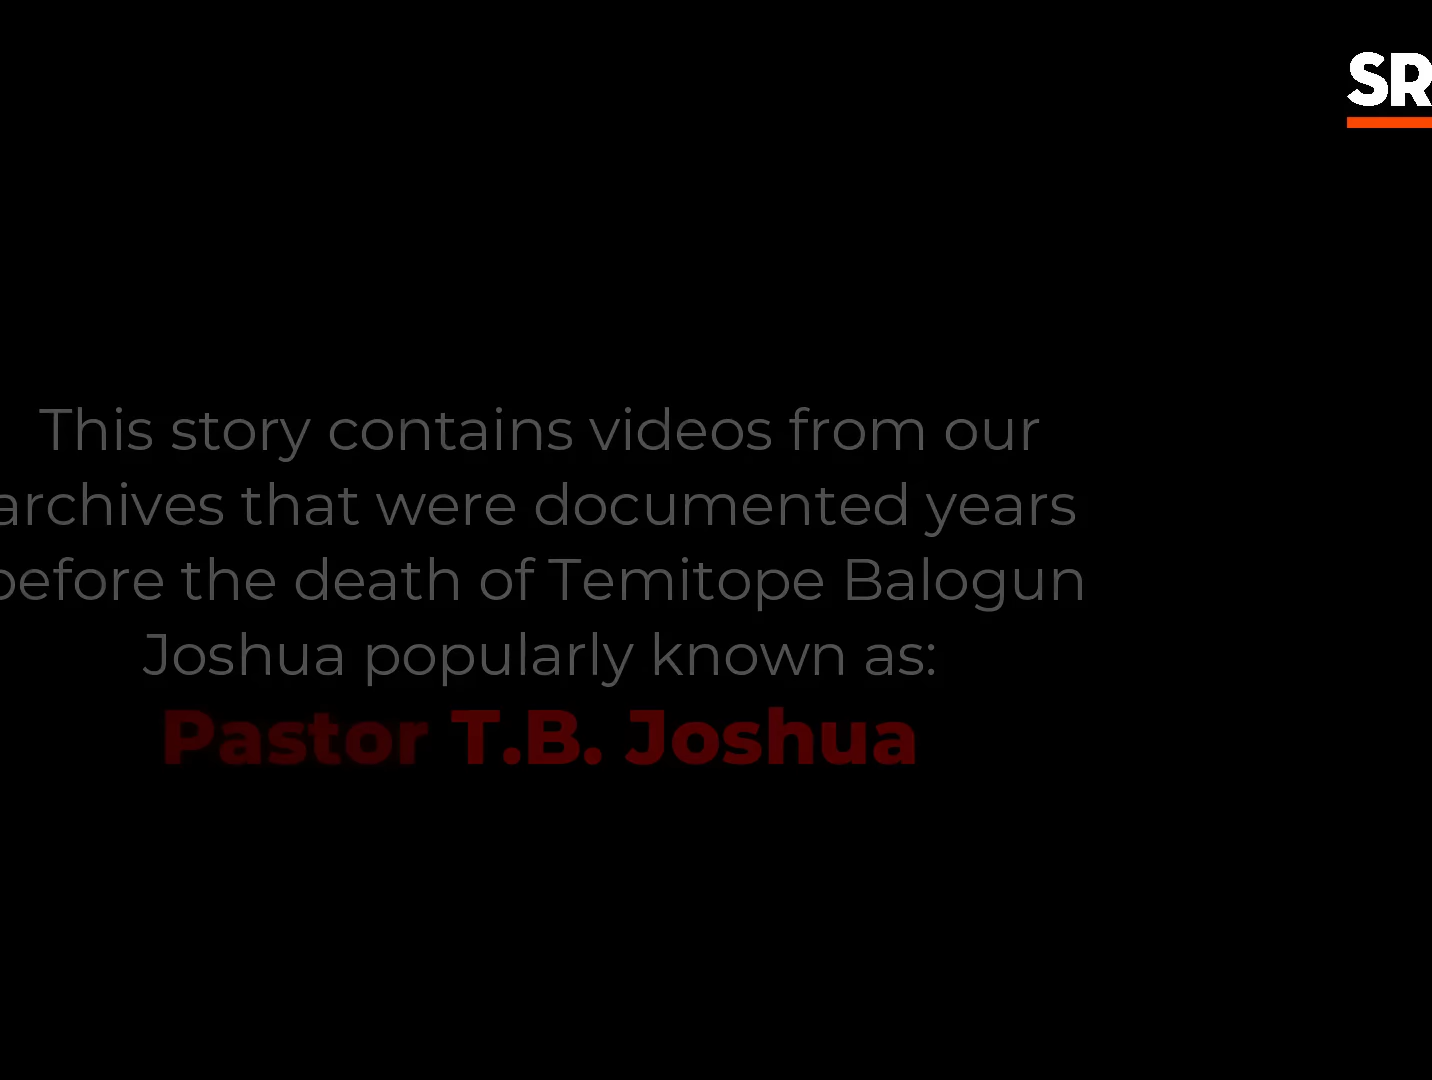 SR
This story contains videos from our
archives that were documented years
before the death of Temitope Balogun
Joshua popularly known as:
Pastor T.B. Joshua